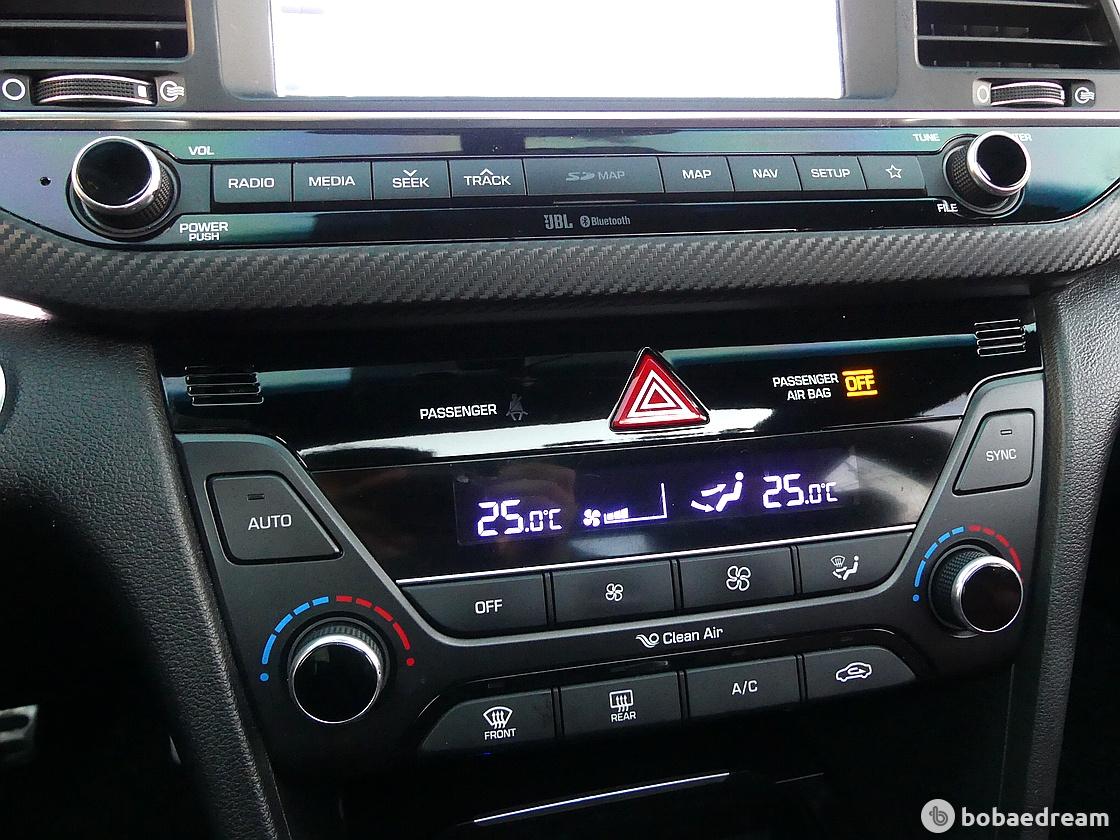 VOL
TUNE
RADIO
MEDIA
SEEK
TRACK
SD MAP
MAP
NAV
SETUP
FILE
POWER
PUSH
JBL Bluetooth
PASSENGER
PASSENGER
AIR BAG
OFF
AUTO
SYNC
25.0°C
25.0°C
OFF
Clean Air
FRONT
REAR
A/C
bobaedream